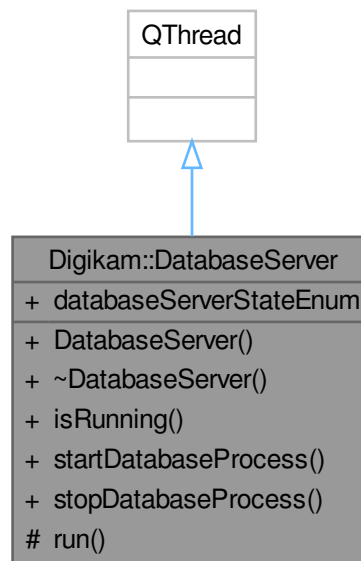 QThread
Digikam::DatabaseServer
+ databaseServerStateEnum
+ DatabaseServer()
+ ~DatabaseServer()
+ isRunning()
+ startDatabaseProcess()
+ stopDatabaseProcess()
# run()